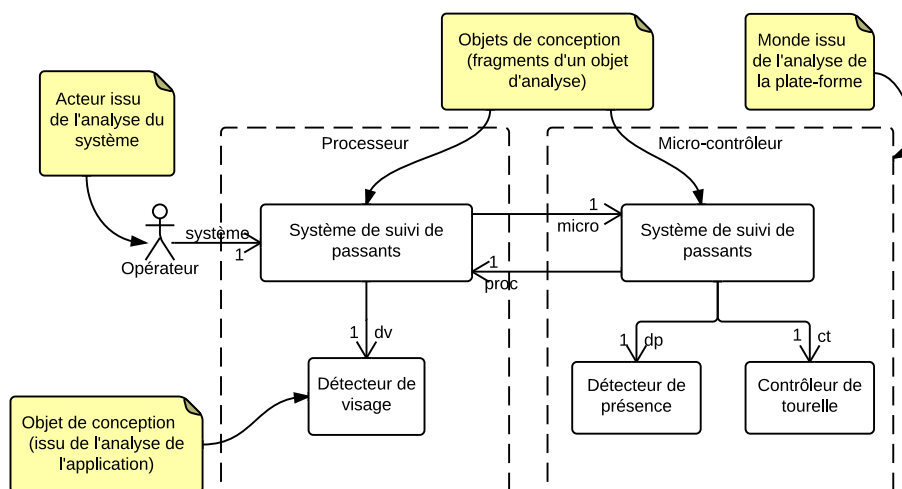 Objets de conception
(fragments d'un objet
d'analyse)
Monde issu
de l'analyse de
la plate-forme
Acteur issu
de l'analyse du
système
Processeur
Micro-contrôleur
Système de suivi de
passants
Système de suivi de
passants
1
micro
1
proc
système
1
Opérateur
1 dv
1 dp
1 ct
Détecteur de
visage
Détecteur de
présence
Contrôleur de
tourelle
Objet de conception
(issu de l'analyse de
l'application)